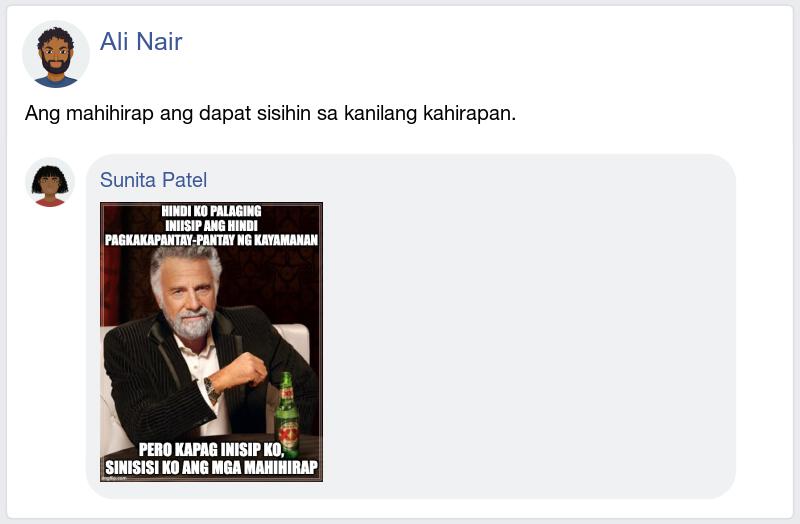 Ali Nair
Ang mahihirap ang dapat sisihin sa kanilang kahirapan.
Sunita Patel
HINDI KO PALAGING
INIISIP ANG HINDI
PAGKAKAPANTAY-PANTAY NG KAYAMANAN
PERO KAPAG INISIP KO,
SINISISI KO ANG MGA MAHIHIRAP
imgflip.com